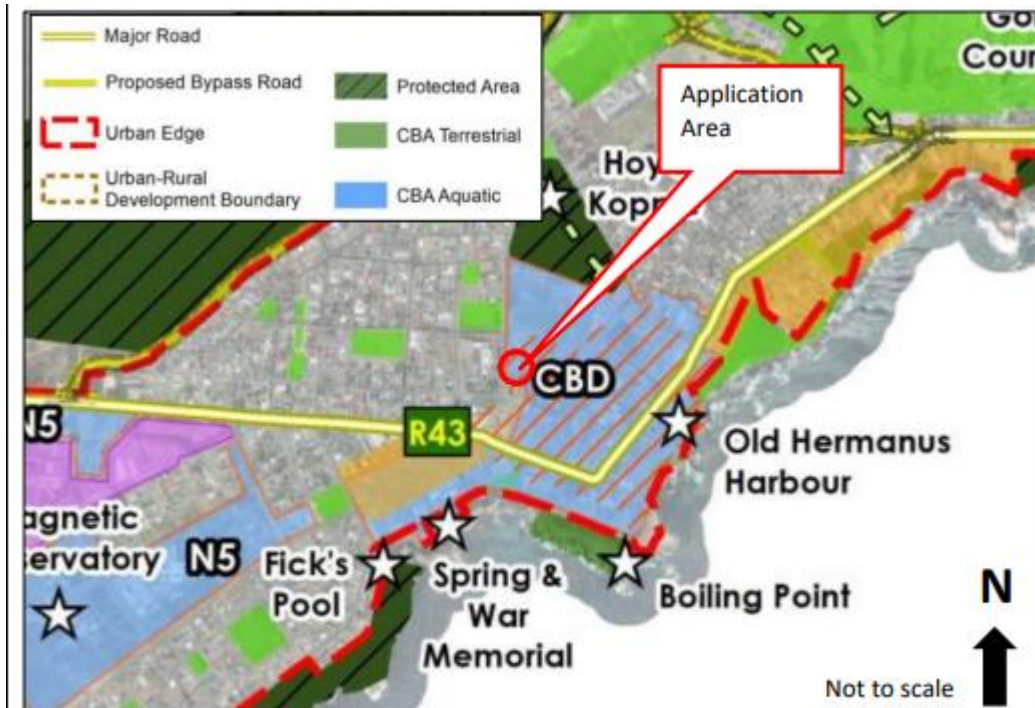 Major Road
Proposed Bypass Road
Urban Edge
Urban-Rural
Development Boundary
Protected Area
CBA Terrestrial
CBA Aquatic
Application
Area
CBD
R43
N5
N5
Old Hermanus
Harbour
Fick's
Pool
Spring &
War
Memorial
Boiling Point
N
Not to scale